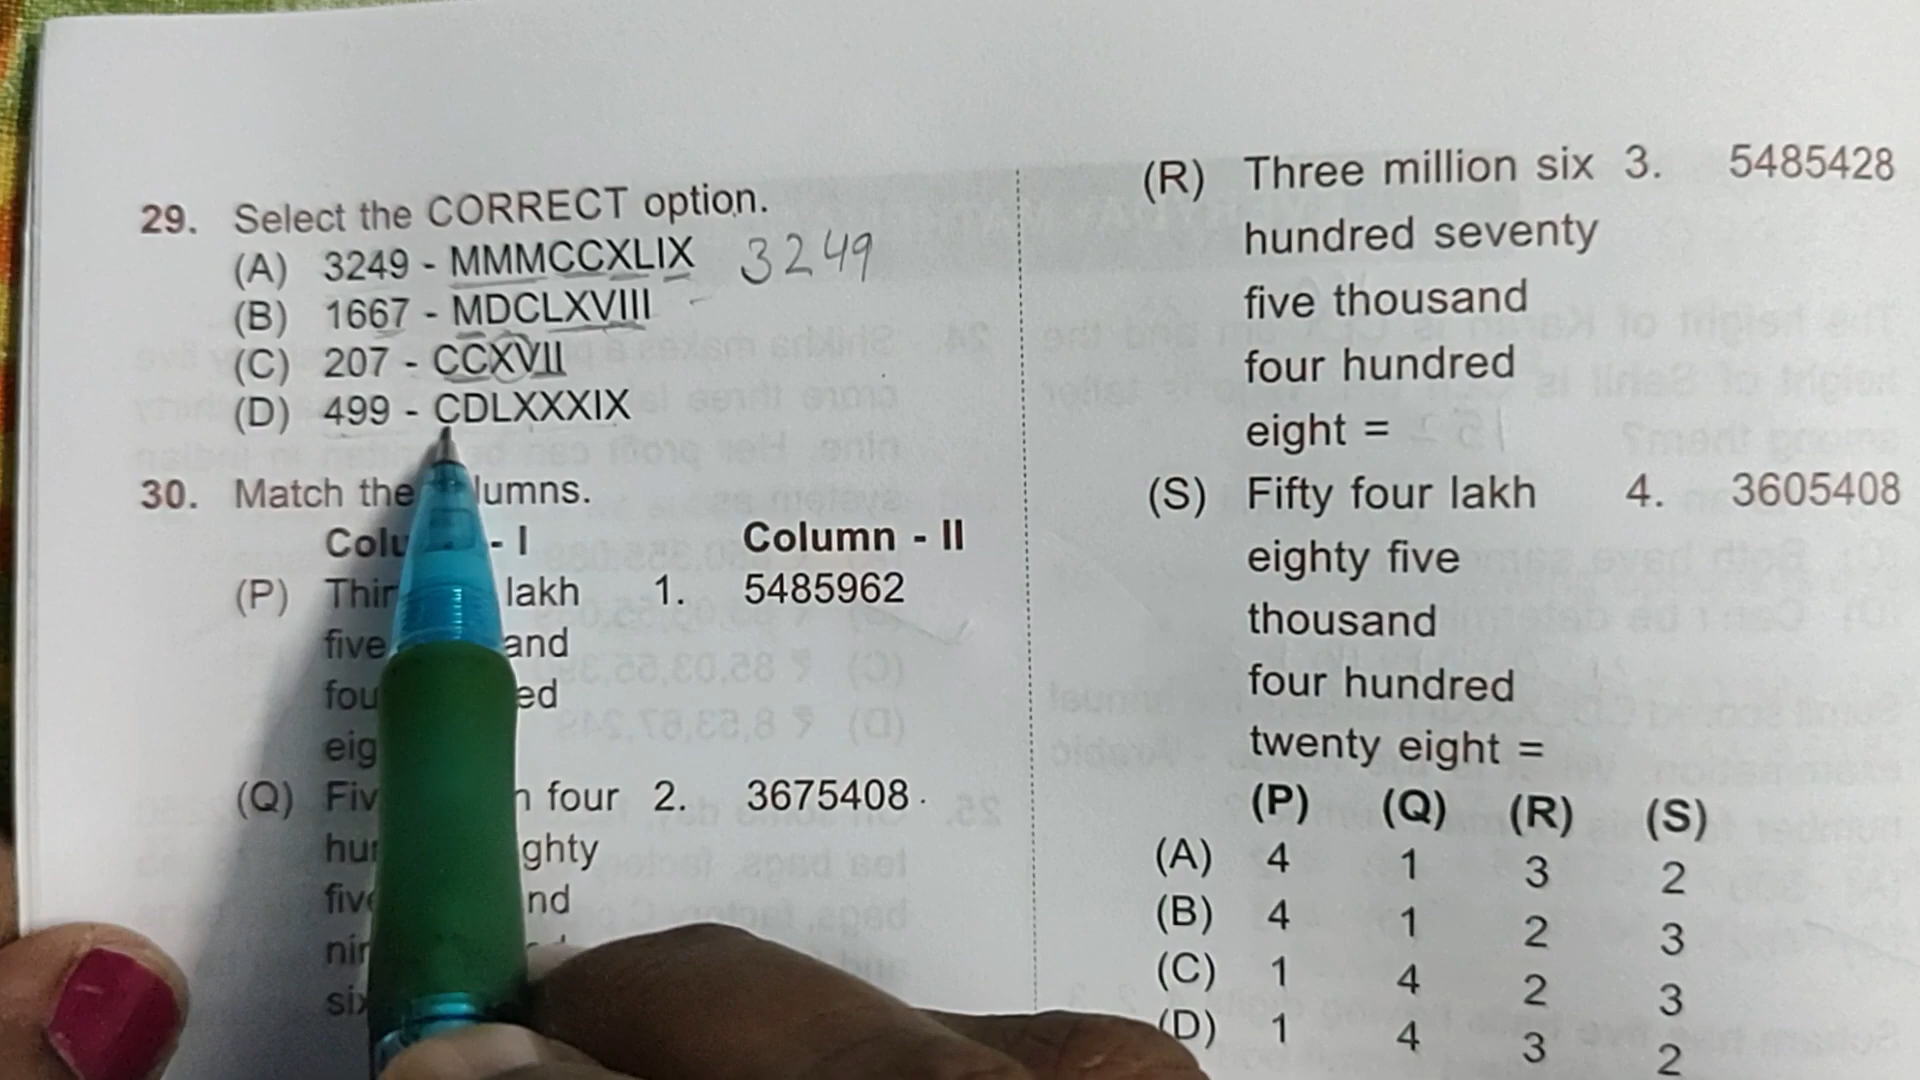 29. Select the CORRECT option.
(A) 3249 - MMMCCXLIX 3249
(B) 1667 - MDCLXVIII
(C) 207 - CCXVII
(D) 499 - CDLXXXIX
30. Match the lumns.
Colu - I Column - II
(P) Thir lakh 1. 5485962
five and
fou ed
eig
(Q) Fiv n four 2. 3675408
hun ghty
five nd
nin
six
(R) Three million six 3. 5485428
hundred seventy
five thousand
four hundred
eight =
(S) Fifty four lakh 4. 3605408
eighty five
thousand
four hundred
twenty eight =
(P) (Q) (R) (S)
(A) 4 1 3 2
(B) 4 1 2 3
(C) 1 4 2 3
(D) 1 4 3 2